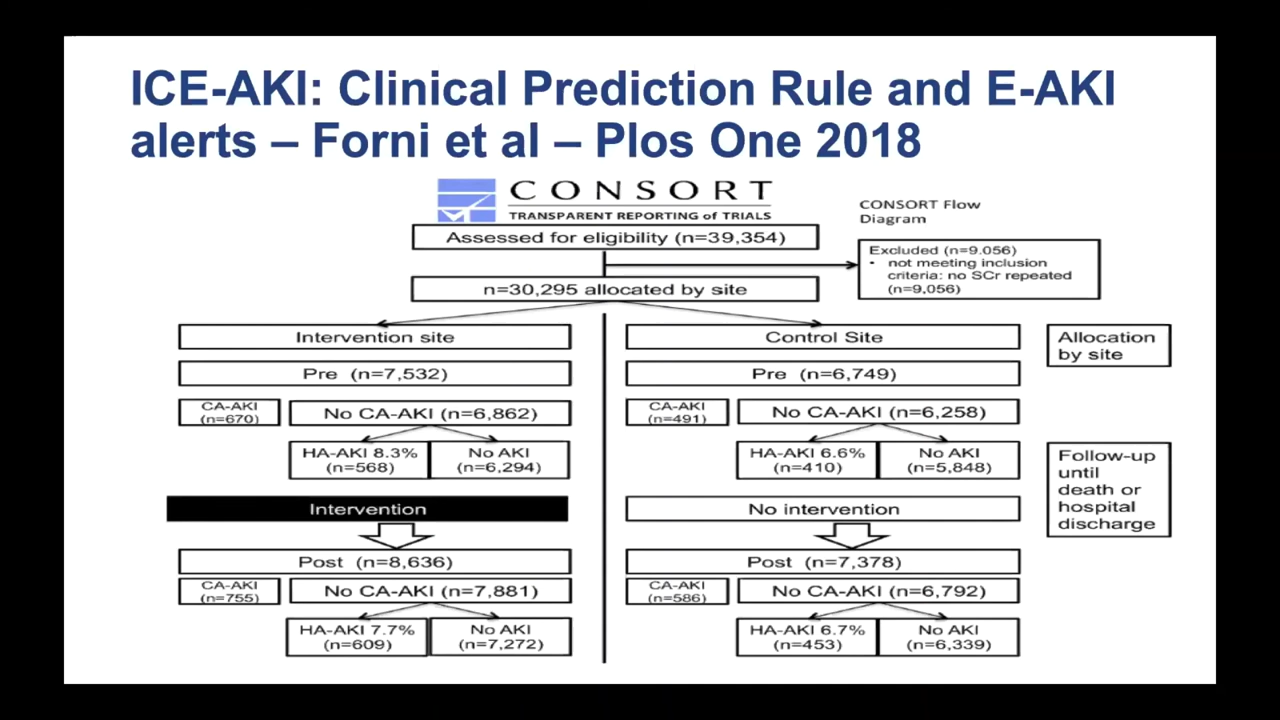 ICE-AKI: Clinical Prediction Rule and E-AKI
alerts – Forni et al – Plos One 2018
CONSORT
TRANSPARENT REPORTING of TRIALS
CONSORT Flow
Diagram
Assessed for eligibility (n=39,354)
Excluded (n=9.056)
• not meeting inclusion
criteria: no SCr repeated
(n=9,056)
n=30,295 allocated by site
Intervention site
Control Site
Allocation
by site
Pre (n=7,532)
Pre (n=6,749)
CA-AKI
(n=670)
No CA-AKI (n=6,862)
CA-AKI
(n=491)
No CA-AKI (n=6,258)
HA-AKI 8.3%
(n=568)
No AKI
(n=6,294)
HA-AKI 6.6%
(n=410)
No AKI
(n=5,848)
Follow-up
until
death or
hospital
discharge
Intervention
No intervention
Post (n=8,636)
Post (n=7,378)
CA-AKI
(n=755)
No CA-AKI (n=7,881)
CA-AKI
(n=586)
No CA-AKI (n=6,792)
HA-AKI 7.7%
(n=609)
No AKI
(n=7,272)
HA-AKI 6.7%
(n=453)
No AKI
(n=6,339)